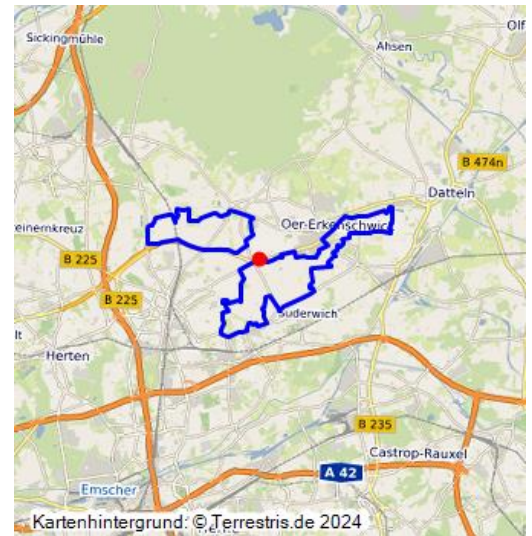 Sickingmühle
Ahsen
Olf
B 474n
Datteln
Oer-Erkenschwick
einernkreuz
B 225
B 225
Suderwich
lt
Herten
B 235
Castrop-Rauxel
A 42
Emscher
Kartenhintergrund: © Terrestris.de 2024